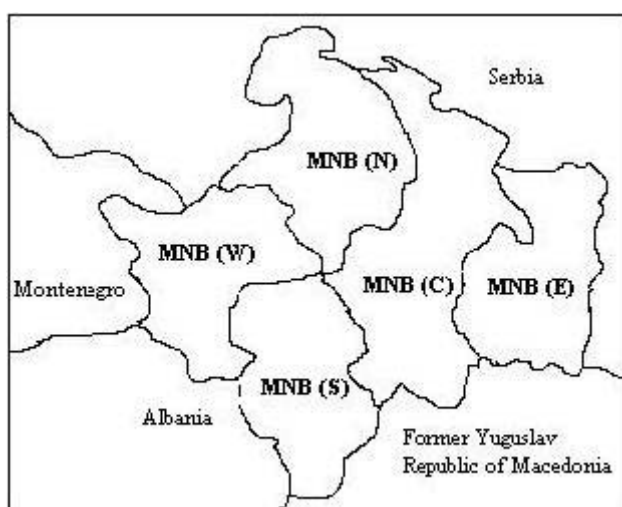 Serbia
MNB (N)
MNB (W)
Montenegro
MNB (C)
MNB (E)
MNB (S)
Albania
Former Yuguslav
Republic of Macedonia